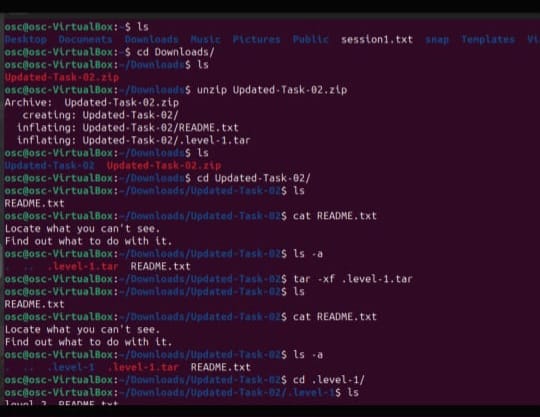 osc@osc-VirtualBox:~$ ls
Desktop Documents Downloads Music Pictures Public session1.txt snap Templates Vi
osc@osc-VirtualBox:~$ cd Downloads/
osc@osc-VirtualBox:~/Downloads$ ls
Updated-Task-02.zip
osc@osc-VirtualBox:~/Downloads$ unzip Updated-Task-02.zip
Archive:  Updated-Task-02.zip
   creating: Updated-Task-02/
  inflating: Updated-Task-02/README.txt
  inflating: Updated-Task-02/.level-1.tar
osc@osc-VirtualBox:~/Downloads$ ls
Updated-Task-02  Updated-Task-02.zip
osc@osc-VirtualBox:~/Downloads$ cd Updated-Task-02/
osc@osc-VirtualBox:~/Downloads/Updated-Task-02$ ls
README.txt
osc@osc-VirtualBox:~/Downloads/Updated-Task-02$ cat README.txt
Locate what you can't see.
Find out what to do with it.
osc@osc-VirtualBox:~/Downloads/Updated-Task-02$ ls -a
.  ..  .level-1.tar  README.txt
osc@osc-VirtualBox:~/Downloads/Updated-Task-02$ tar -xf .level-1.tar
osc@osc-VirtualBox:~/Downloads/Updated-Task-02$ ls
README.txt
osc@osc-VirtualBox:~/Downloads/Updated-Task-02$ cat README.txt
Locate what you can't see.
Find out what to do with it.
osc@osc-VirtualBox:~/Downloads/Updated-Task-02$ ls -a
.  ..  .level-1  .level-1.tar  README.txt
osc@osc-VirtualBox:~/Downloads/Updated-Task-02$ cd .level-1/
osc@osc-VirtualBox:~/Downloads/Updated-Task-02/.level-1$ ls
README.txt